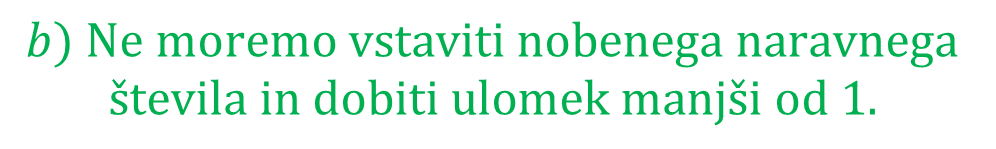 b) Ne moremo vstaviti nobenega naravnega
števila in dobiti ulomek manjši od 1.